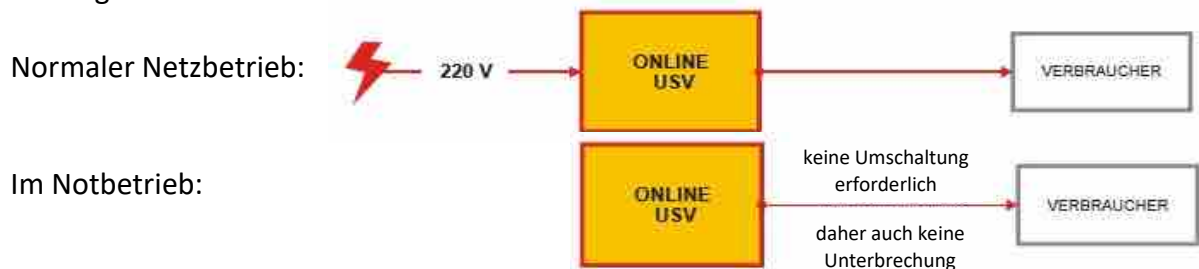 Normaler Netzbetrieb:
220 V
ONLINE
USV
VERBRAUCHER
Im Notbetrieb:
ONLINE
USV
keine Umschaltung
erforderlich
daher auch keine
Unterbrechung
VERBRAUCHER